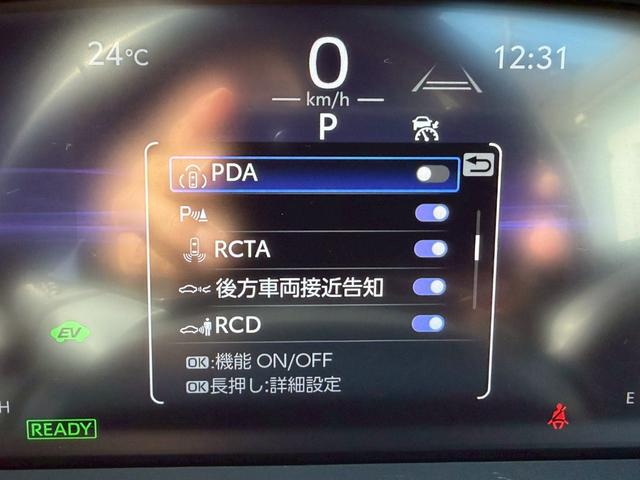 24°C
0
12:31
km/h
P
PDA
P
RCTA
後方車両接近告知
RCD
OK:機能 ON/OFF
OK長押し:詳細設定
EV
H
E
READY